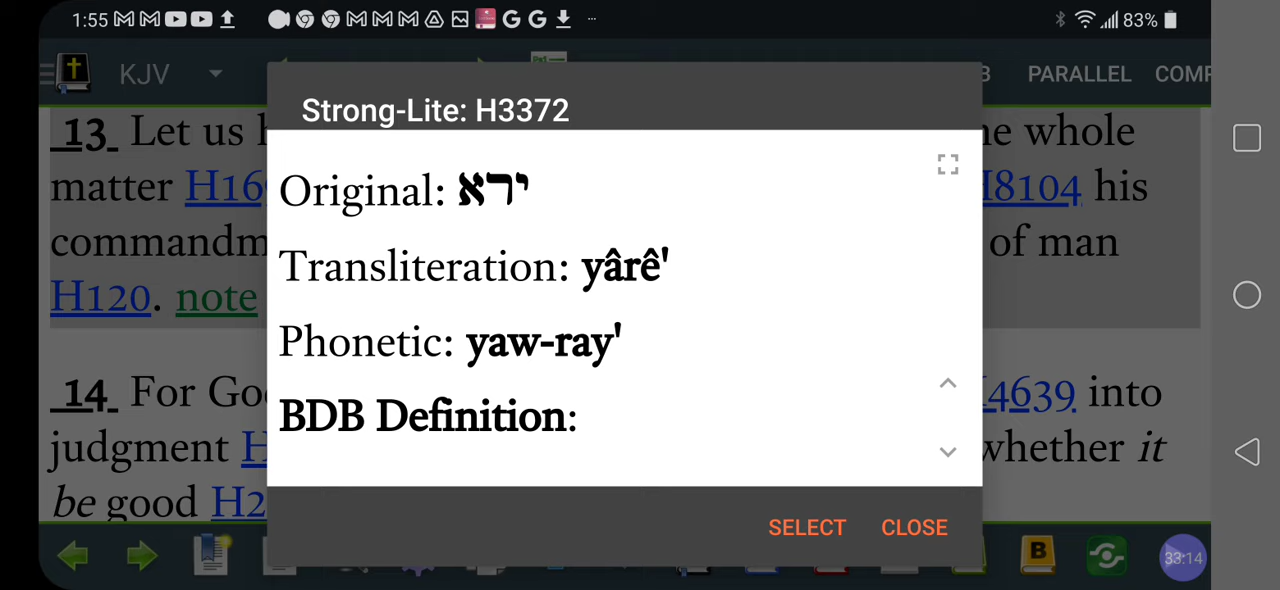 1:55 83%
KJV B PARALLEL COMP
Strong-Lite: H3372
13 Let us h ne whole
matter H16 H8104 his
commandm of man
H120. note
Original: ירא
Transliteration: yârê'
Phonetic: yaw-ray'
BDB Definition:
14 For Go H4639 into
judgment H whether it
be good H2
SELECT CLOSE
B 33:14